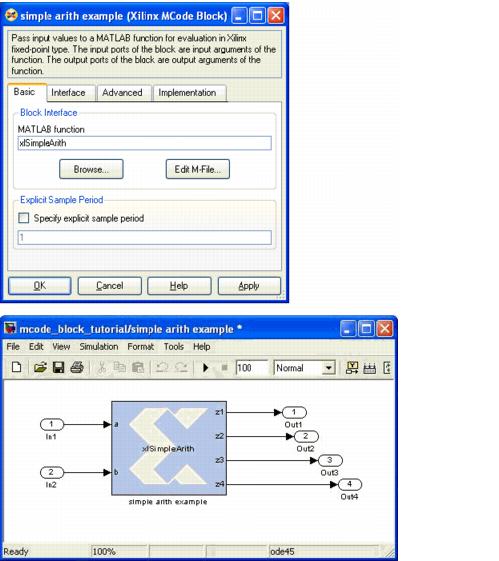 simple arith example (Xilinx MCode Block)
Pass input values to a MATLAB function for evaluation in Xilinx
fixed-point type. The input ports of the block are input arguments of the
function. The output ports of the block are output arguments of the
function.
Basic Interface Advanced Implementation
Block Interface
MATLAB function
xlSimpleArith
Browse... Edit M-File...
Explicit Sample Period
Specify explicit sample period
1
OK Cancel Help Apply
mcode_block_tutorial/simple arith example *
File Edit View Simulation Format Tools Help
100 Normal
1 a z1 1
In1 Out1
z2 2
xlSimpleArith Out2
2 b z3 3
In2 Out3
z4 4
simple arith example Out4
Ready 100% ode45